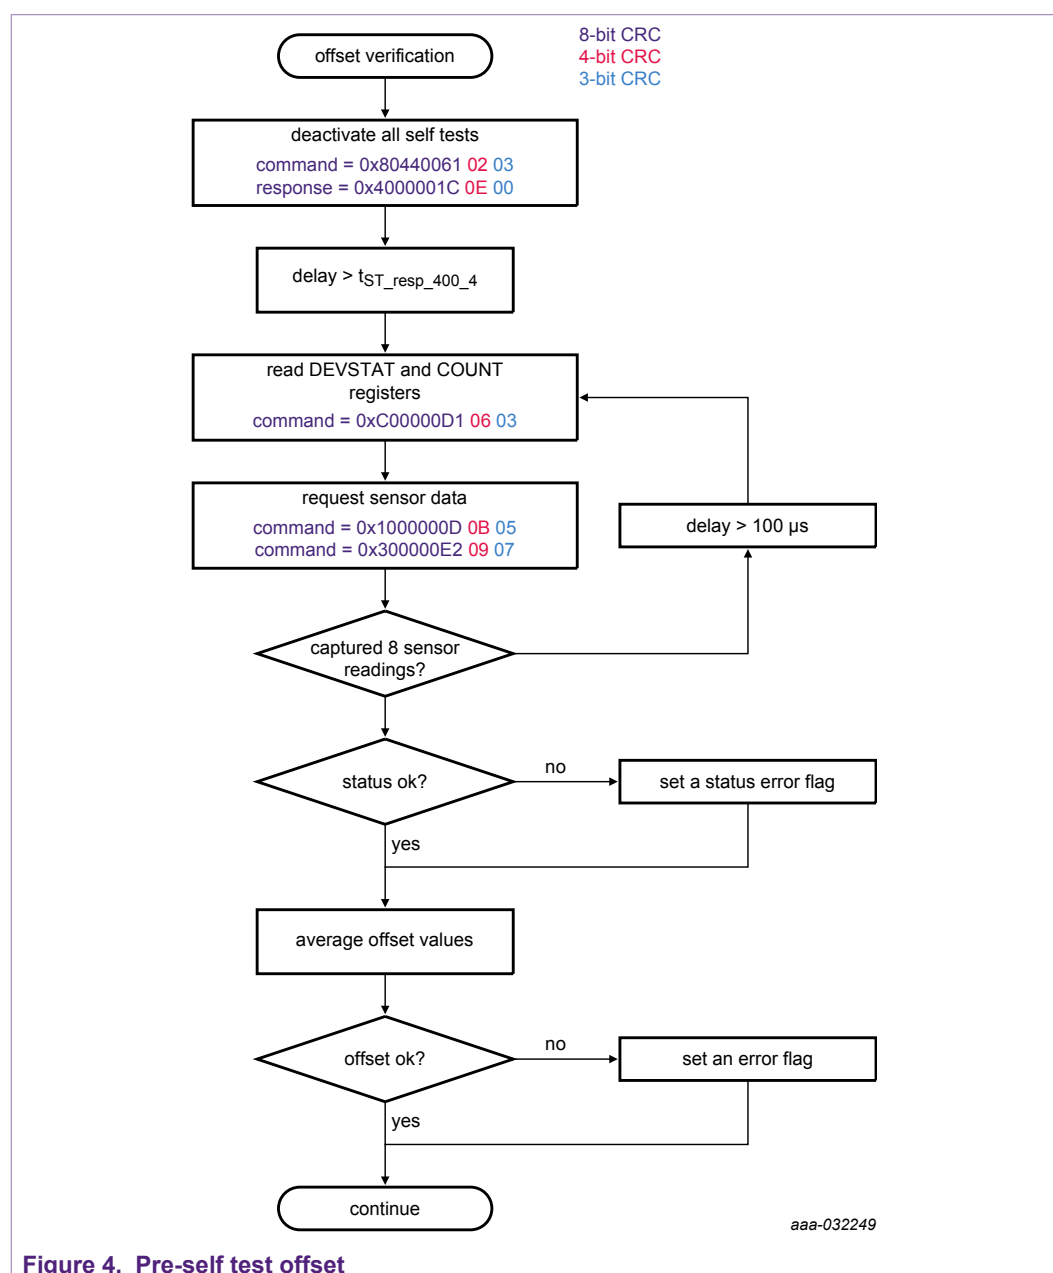 8-bit CRC
4-bit CRC
3-bit CRC
offset verification
deactivate all self tests
command = 0x80440061 02 03
response = 0x4000001C 0E 00
delay > tST_resp_400_4
read DEVSTAT and COUNT
registers
command = 0xC00000D1 06 03
request sensor data
command = 0x1000000D 0B 05
command = 0x300000E2 09 07
delay > 100 µs
captured 8 sensor
readings?
status ok?
no
set a status error flag
yes
average offset values
offset ok?
no
set an error flag
yes
continue
aaa-032249
Figure 4. Pre-self test offset